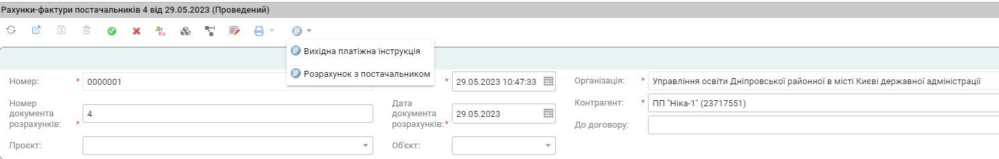 Рахунки-фактури постачальників 4 від 29.05.2023 (Проведений)
Дт
Кт
Вихідна платіжна інструкція
Розрахунок з постачальником
Номер: * 0000001
* 29.05.2023 10:47:33
Організація: * Управління освіти Дніпровської районної в місті Києві державної адміністрації
Номер
документа
розрахунків: * 4
Дата
документа
розрахунків: * 29.05.2023
Контрагент: * ПП "Ніка-1" (23717551)
До договору:
Проєкт:
Об'єкт: